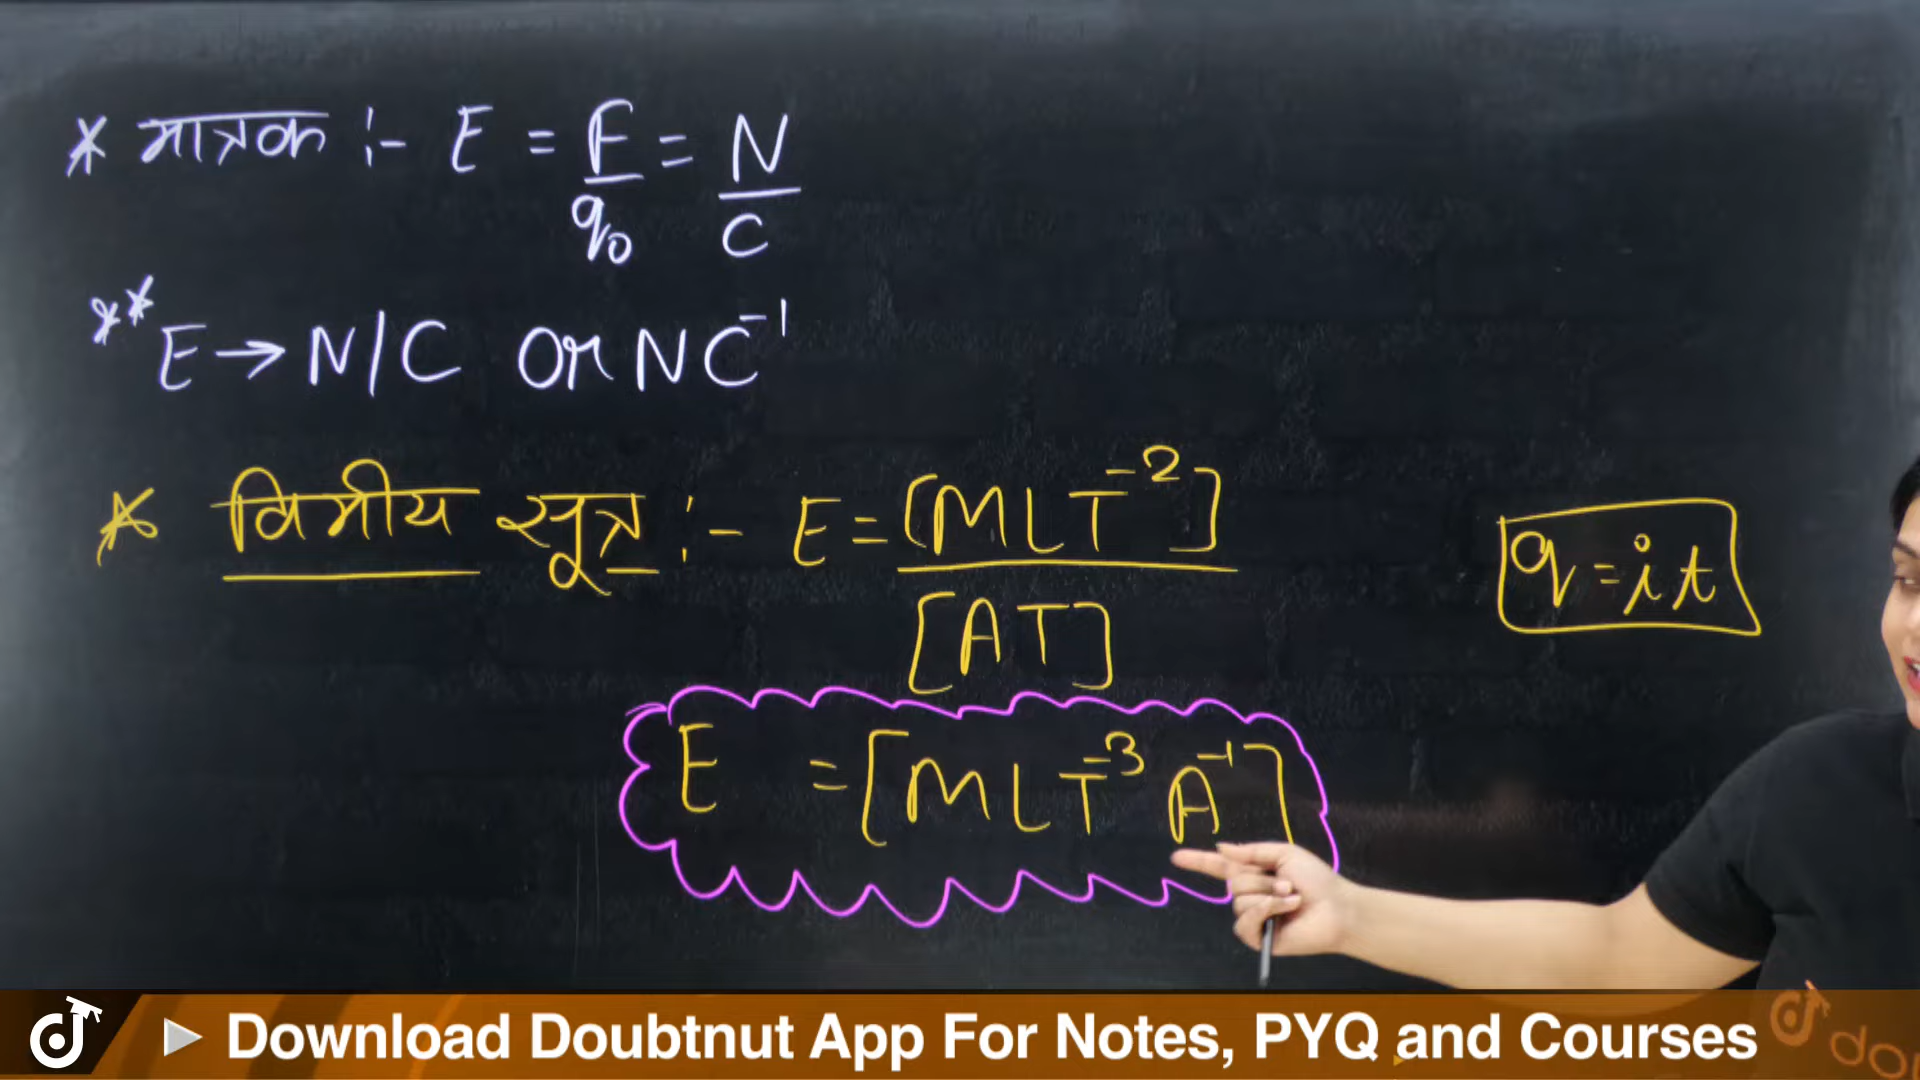 * मात्रक :- E = F/q₀ = N/C
** E → N/C or NC⁻¹
* विमीय सूत्र :- E = [MLT⁻²]/[AT]
q = it
E = [MLT⁻³A⁻¹]
Download Doubtnut App For Notes, PYQ and Courses
dou